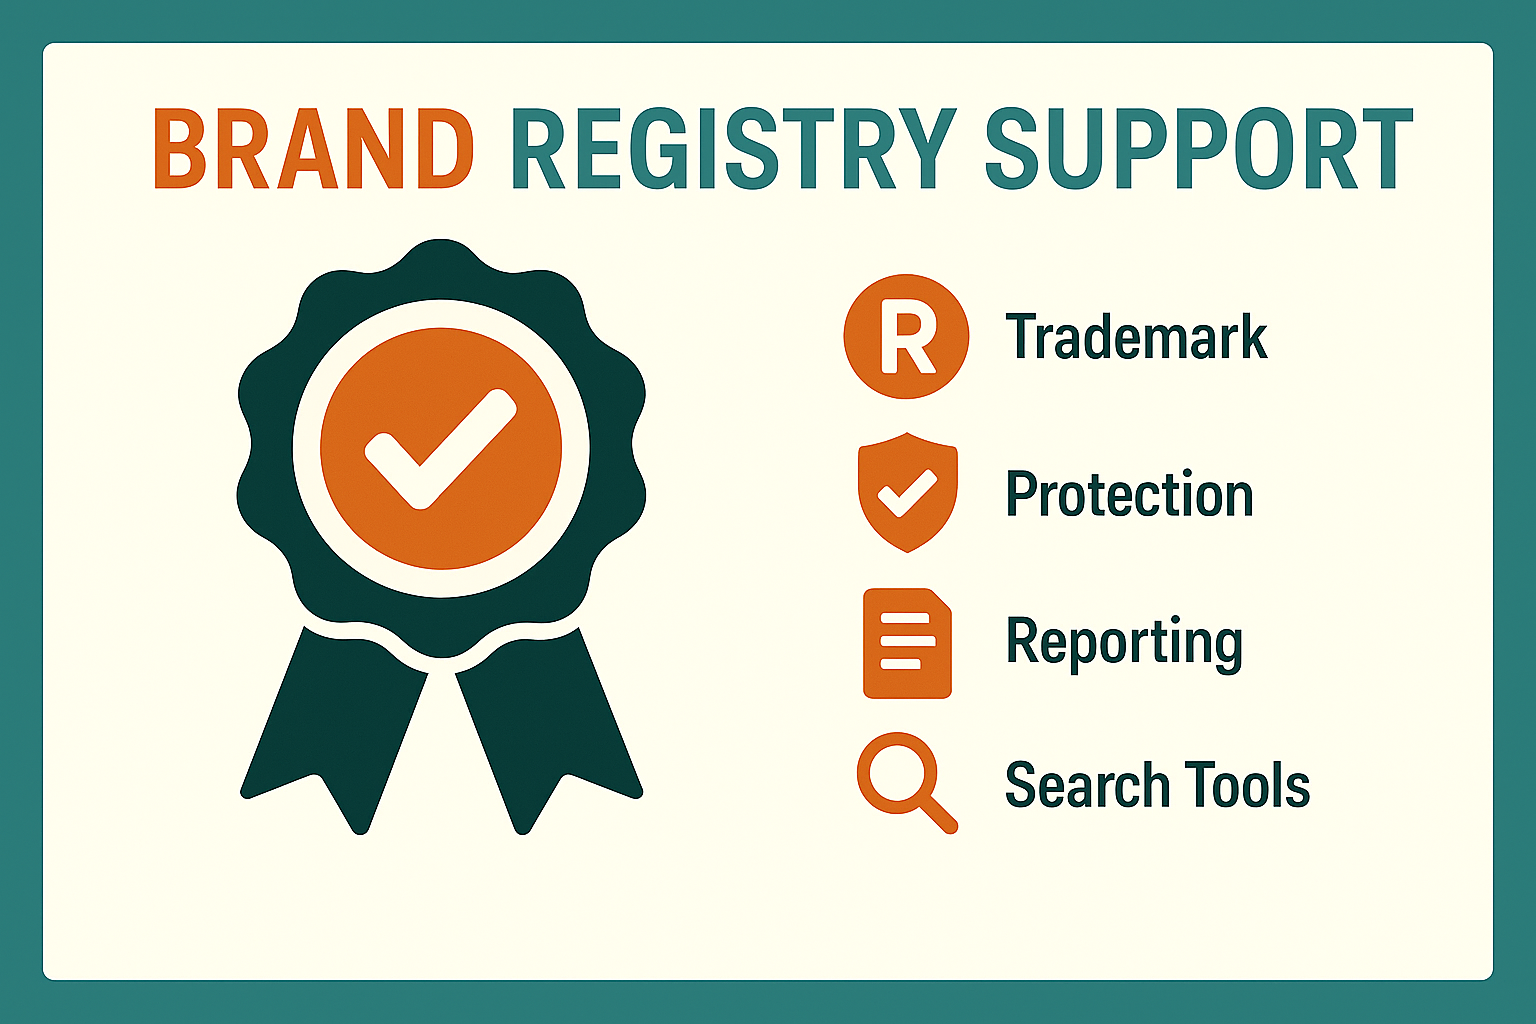 BRAND REGISTRY SUPPORT
R Trademark
Protection
Reporting
Search Tools